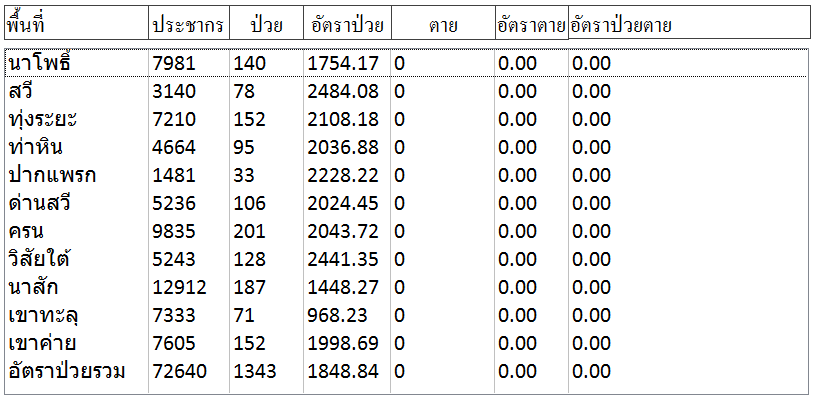 พื้นที่ ประชากร ป่วย อัตราป่วย ตาย อัตราตาย อัตราป่วยตาย
นาโพธิ์ 7981 140 1754.17 0 0.00 0.00
สวี 3140 78 2484.08 0 0.00 0.00
ทุ่งระยะ 7210 152 2108.18 0 0.00 0.00
ท่าหิน 4664 95 2036.88 0 0.00 0.00
ปากแพรก 1481 33 2228.22 0 0.00 0.00
ด่านสวี 5236 106 2024.45 0 0.00 0.00
ครน 9835 201 2043.72 0 0.00 0.00
วิสัยใต้ 5243 128 2441.35 0 0.00 0.00
นาสัก 12912 187 1448.27 0 0.00 0.00
เขาทะลุ 7333 71 968.23 0 0.00 0.00
เขาค่าย 7605 152 1998.69 0 0.00 0.00
อัตราป่วยรวม 72640 1343 1848.84 0 0.00 0.00